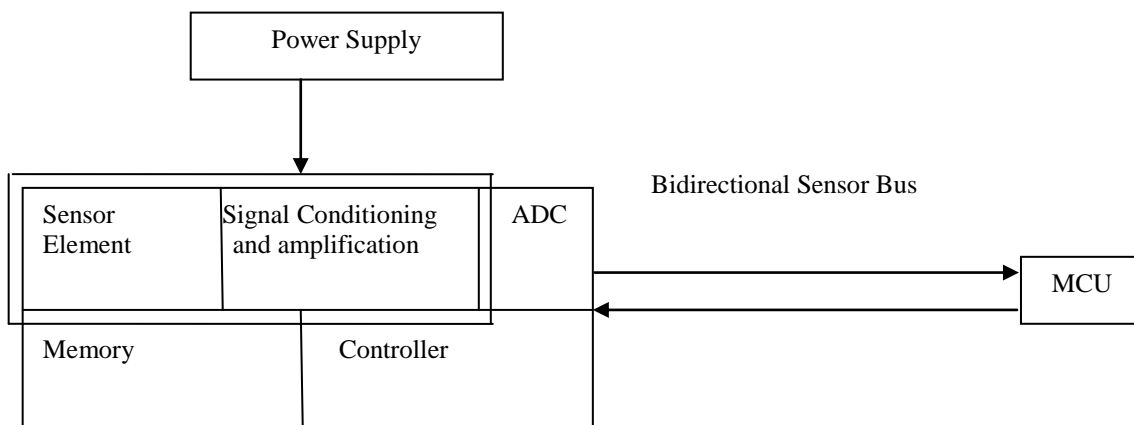 Power Supply
Bidirectional Sensor Bus
Sensor
Element
Signal Conditioning
and amplification
ADC
MCU
Memory
Controller